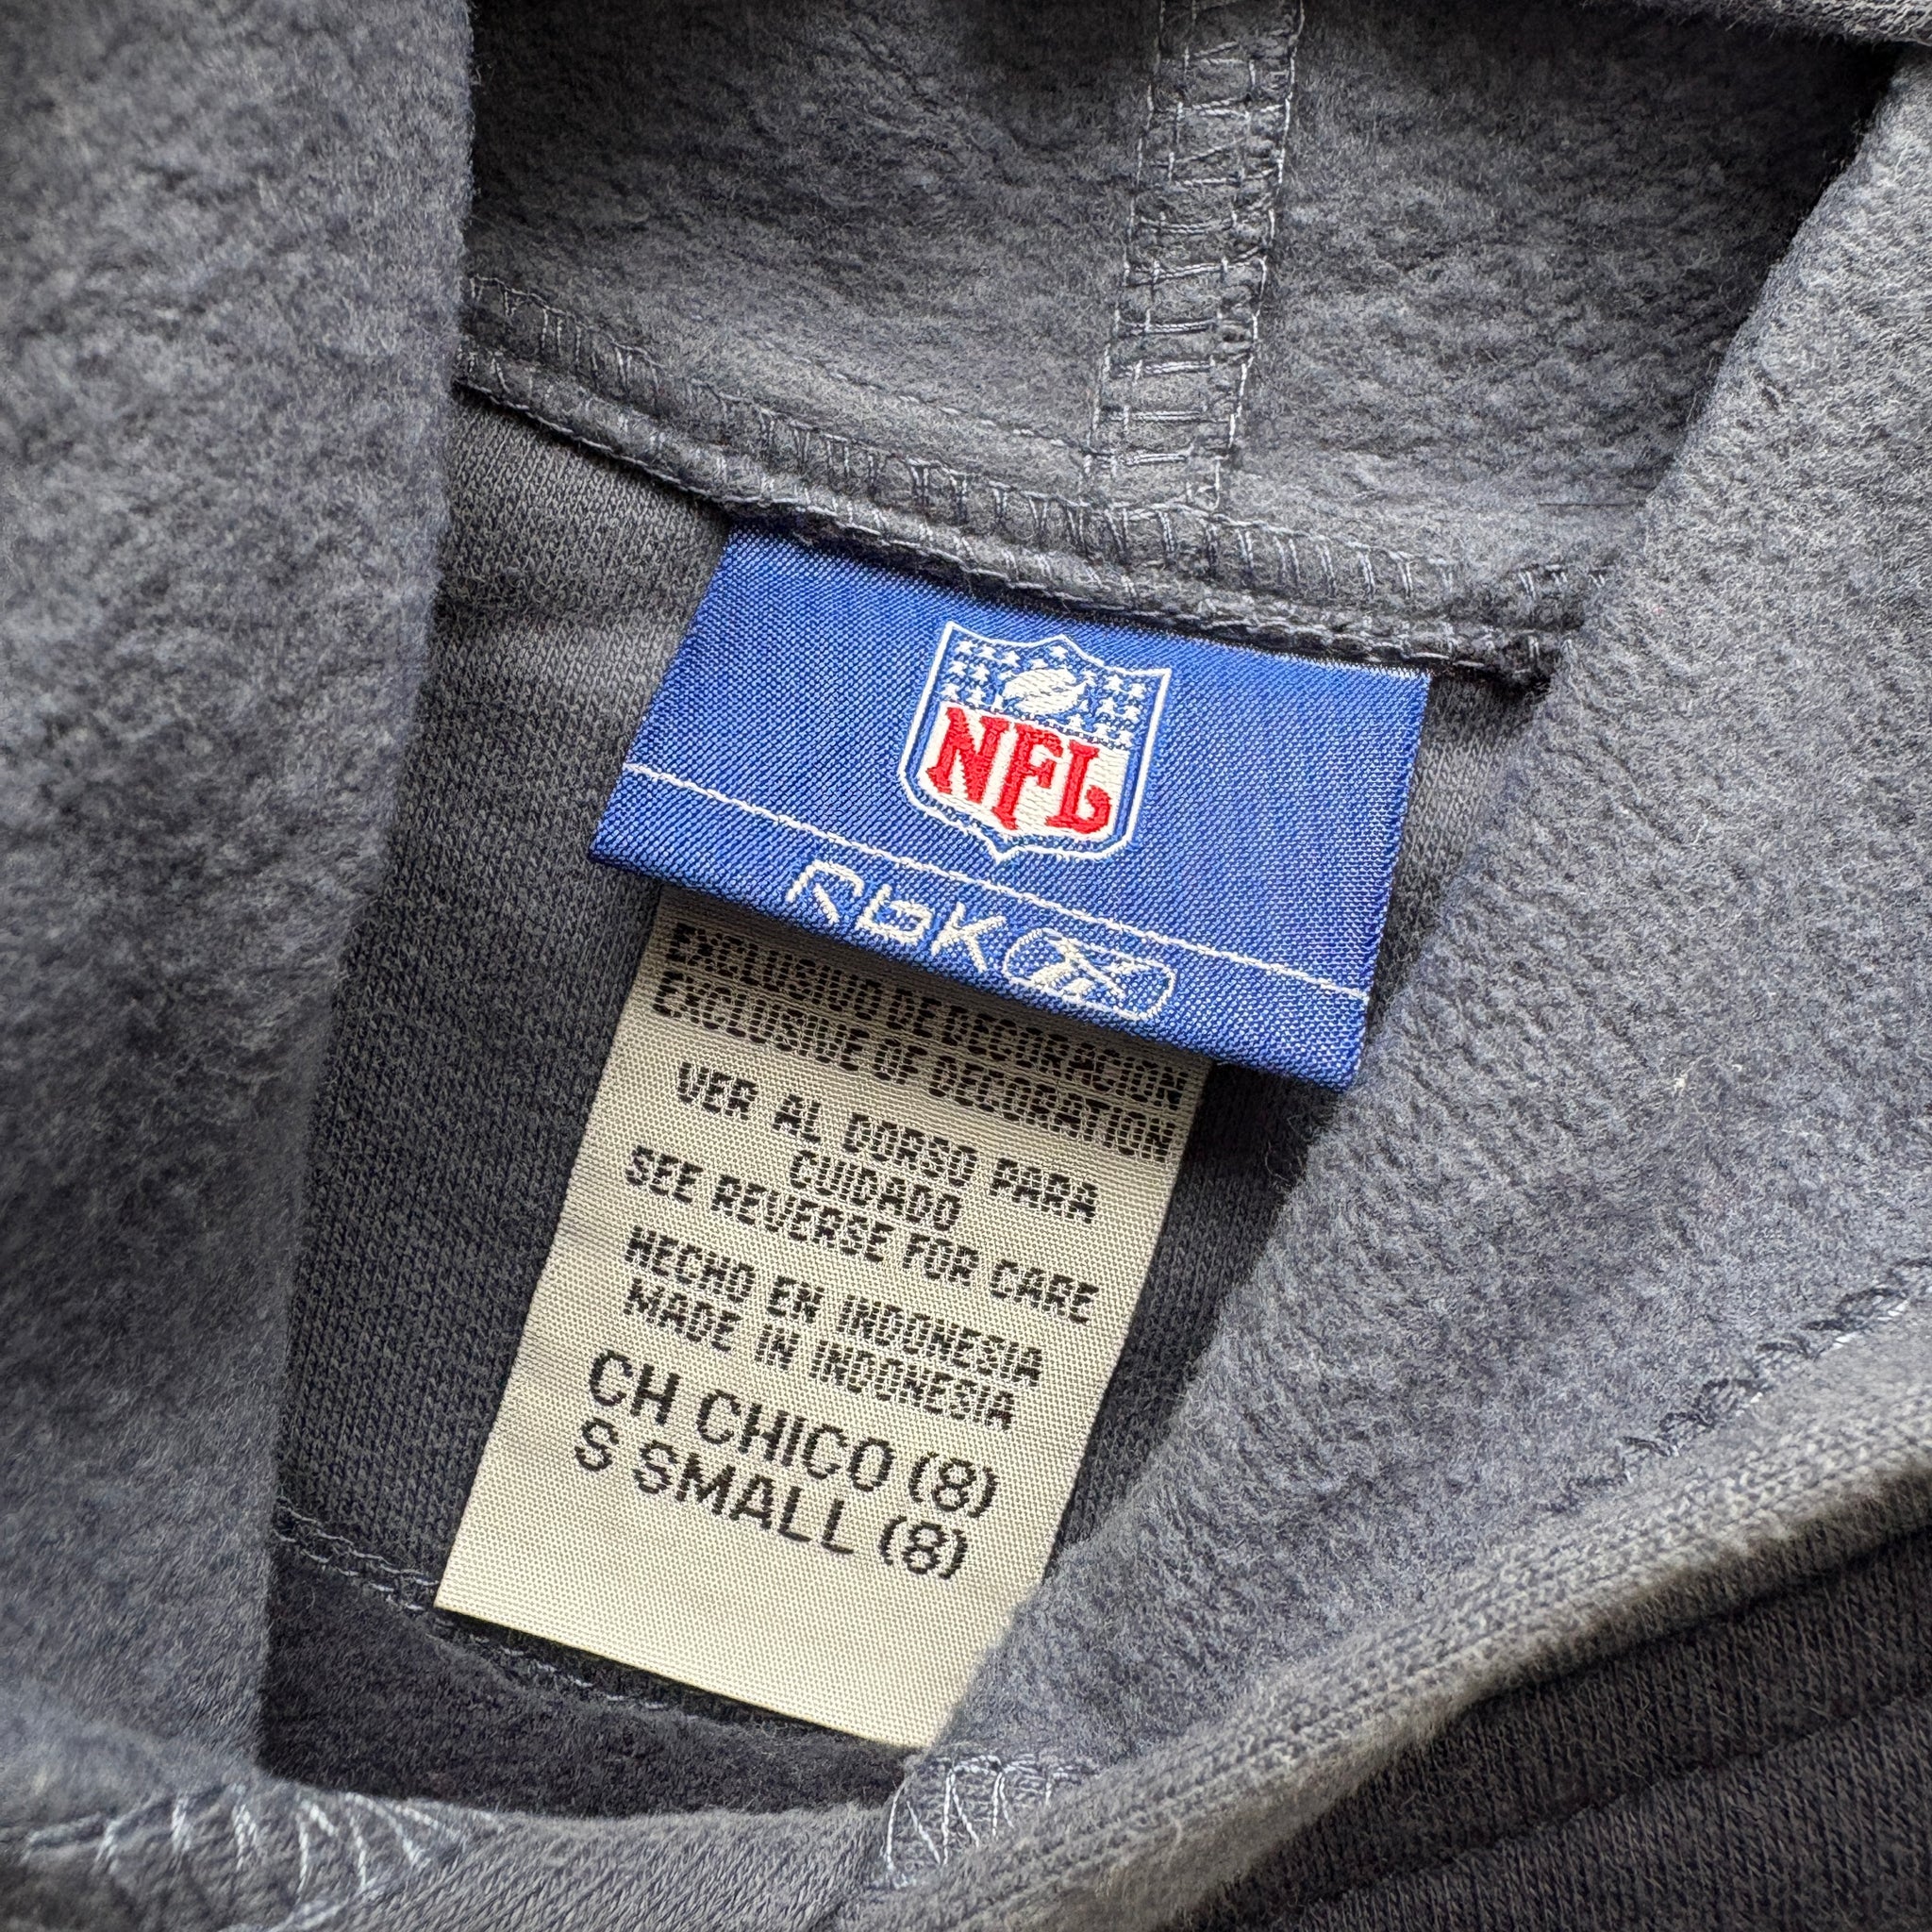 NFL
Rbk
EXCLUSIVO DE DECORACION
EXCLUSIVE OF DECORATION
VER AL DORSO PARA
CUIDADO
SEE REVERSE FOR CARE
HECHO EN INDONESIA
MADE IN INDONESIA
CH CHICO (8)
S SMALL (8)